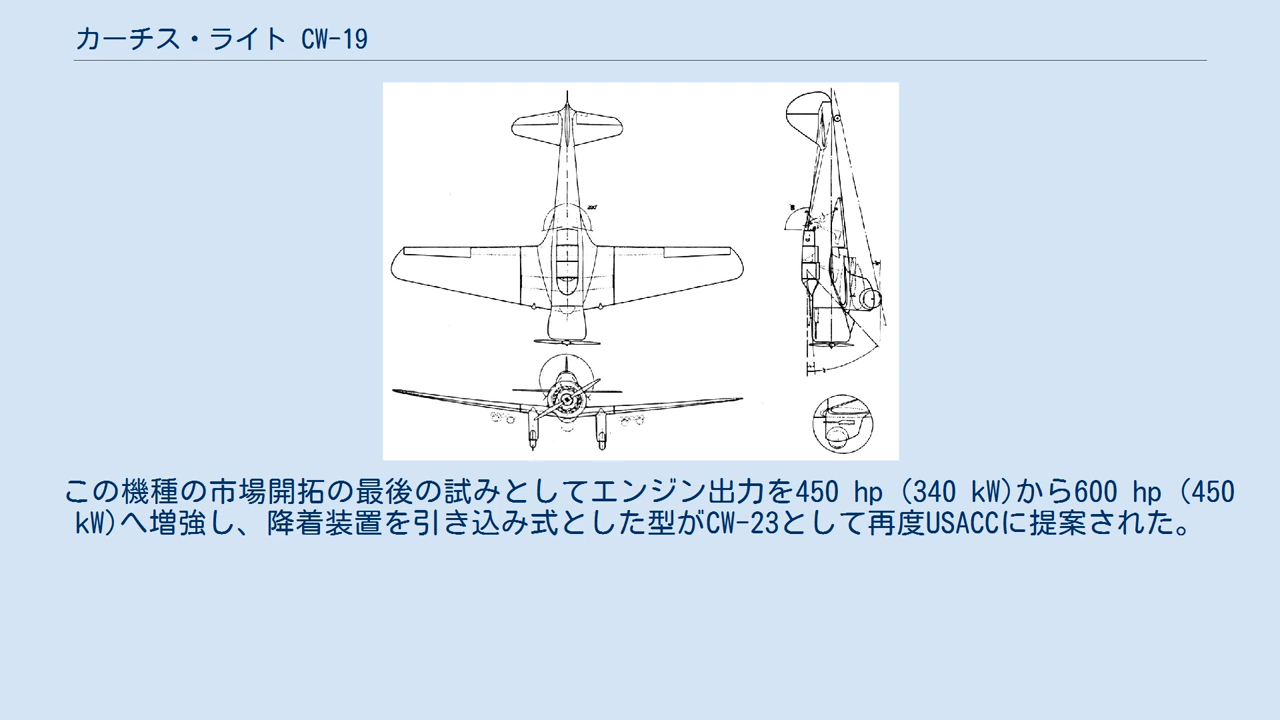 カーチス・ライト CW-19
この機種の市場開拓の最後の試みとしてエンジン出力を450 hp (340 kW)から600 hp (450
kW)へ増強し、降着装置を引き込み式とした型がCW-23として再度USACCに提案された。